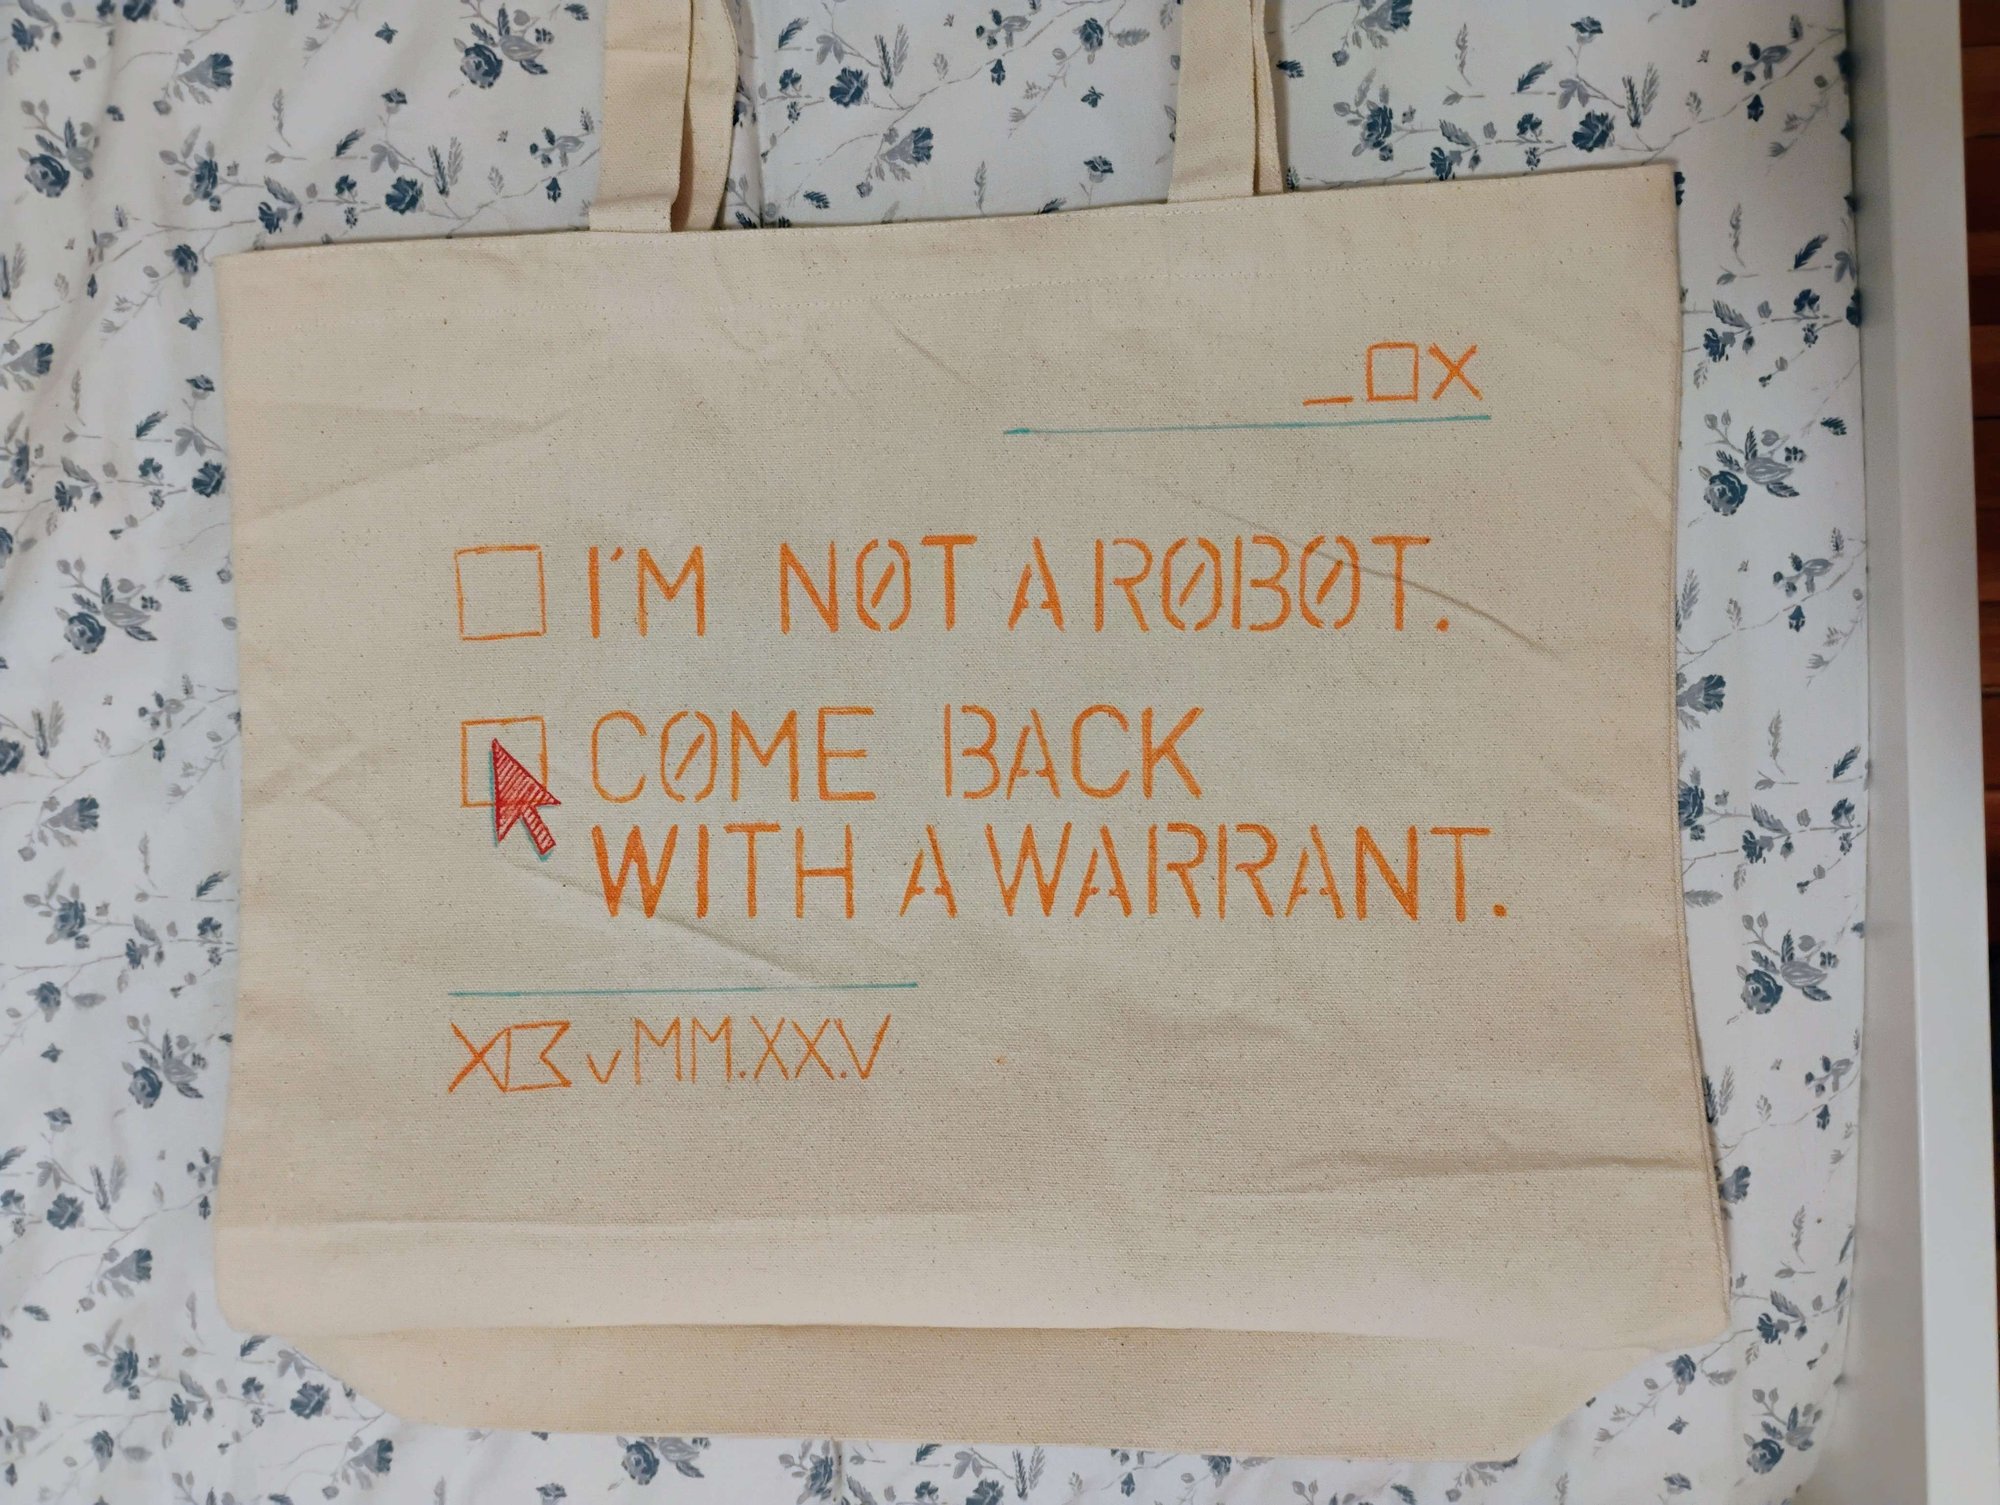 _□X
I'M NOT A ROBOT.
COME BACK
WITH A WARRANT.
vMM.XX.V